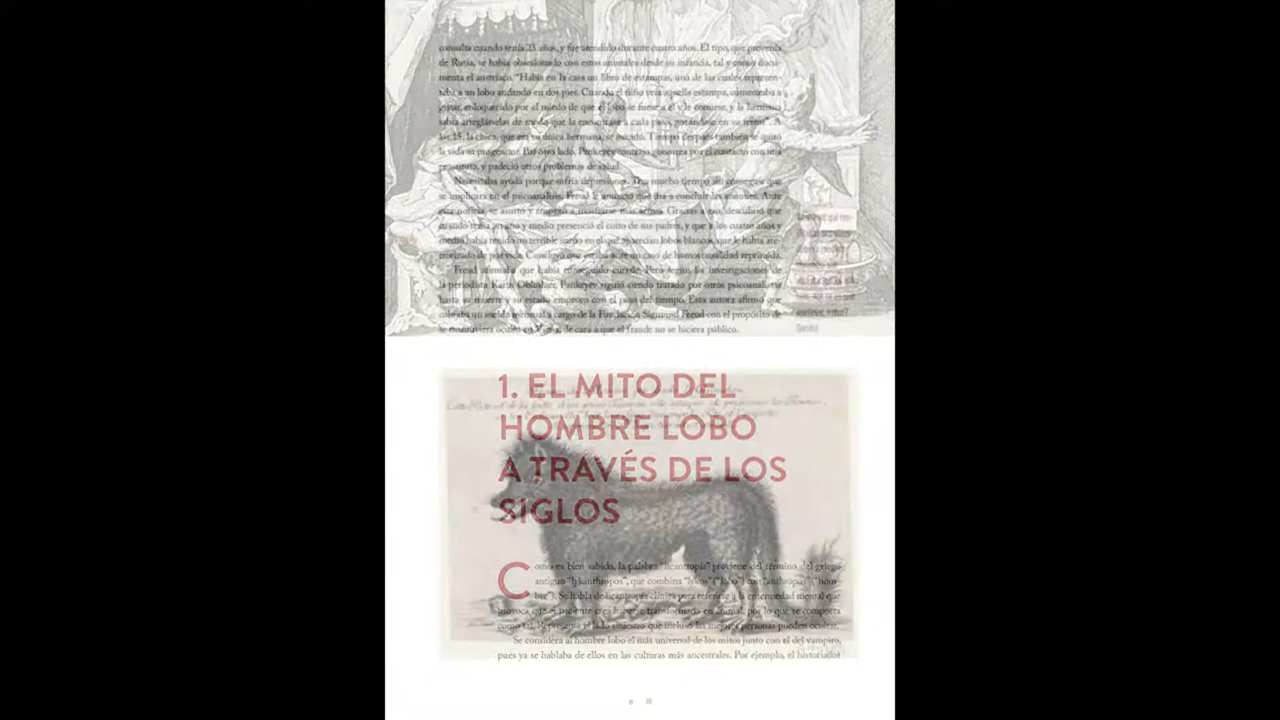 consulta cuando tenía 23 años, y fue atendido durante cuatro años. El tipo, que provenía
de Rusia, se había obsesionado con estos animales desde su infancia, tal y como docu-
menta el austríaco. "Había en la casa un libro de estampas, una de las cuales represen-
taba a un lobo andando en dos pies. Cuando el niño veía aquella estampa, comenzaba a
gritar, enloquecido por el miedo de que el lobo se fuese a él y le comiese, y la hermana
sabía arreglárselas de modo que la encontrase a cada paso, gozándose en su terror". A
los 15, la chica, que era su única hermana, se suicidó. Tiempo después también se quitó
la vida su progenitor. Por otro lado, Pankeyev contrajo gonorrea por el contacto con una
prostituta, y padeció otros problemas de salud.
Necesitaba ayuda porque sufría depresiones. Tras mucho tiempo sin conseguir que
se implicara en el psicoanálisis, Freud le anunció que iba a concluir las sesiones. Ante
esta noticia, se asustó y empezó a mostrarse más activo. Gracias a eso, descubrió que
cuando tenía un año y medio presenció el coito de sus padres, y que a los cuatro años y
medio había tenido un terrible sueño en el que aparecían lobos blancos, que le había ate-
morizado de por vida. Concluyó que estaba ante un caso de homosexualidad reprimida.
Freud afirmaba que había conseguido curarle. Pero según las investigaciones de
la periodista Karin Obholzer, Pankeyev siguió siendo tratado por otros psicoanalistas
hasta su muerte y su estado empeoró con el paso del tiempo. Esta autora afirmó que
cobraba un sueldo mensual a cargo de la Fundación Sigmund Freud con el propósito de
se mantuviera oculto en Viena, de cara a que el fraude no se hiciera público.
1. EL MITO DEL
HOMBRE LOBO
A TRAVÉS DE LOS
SIGLOS
Como es bien sabido, la palabra "licantropía" proviene del término del griego
antiguo "lykanthropos", que combina "lykos" ("lobo") con "anthropos" ("hom-
bre"). Se habla de licantropía clínica para referirse a la enfermedad mental que
provoca que el paciente crea haberse transformado en animal, por lo que se comporta
como tal. Representa el lado siniestro que incluso las mejores personas pueden ocultar.
Se considera al hombre lobo el más universal de los mitos junto con el del vampiro,
pues ya se hablaba de ellos en las culturas más ancestrales. Por ejemplo, el historiador